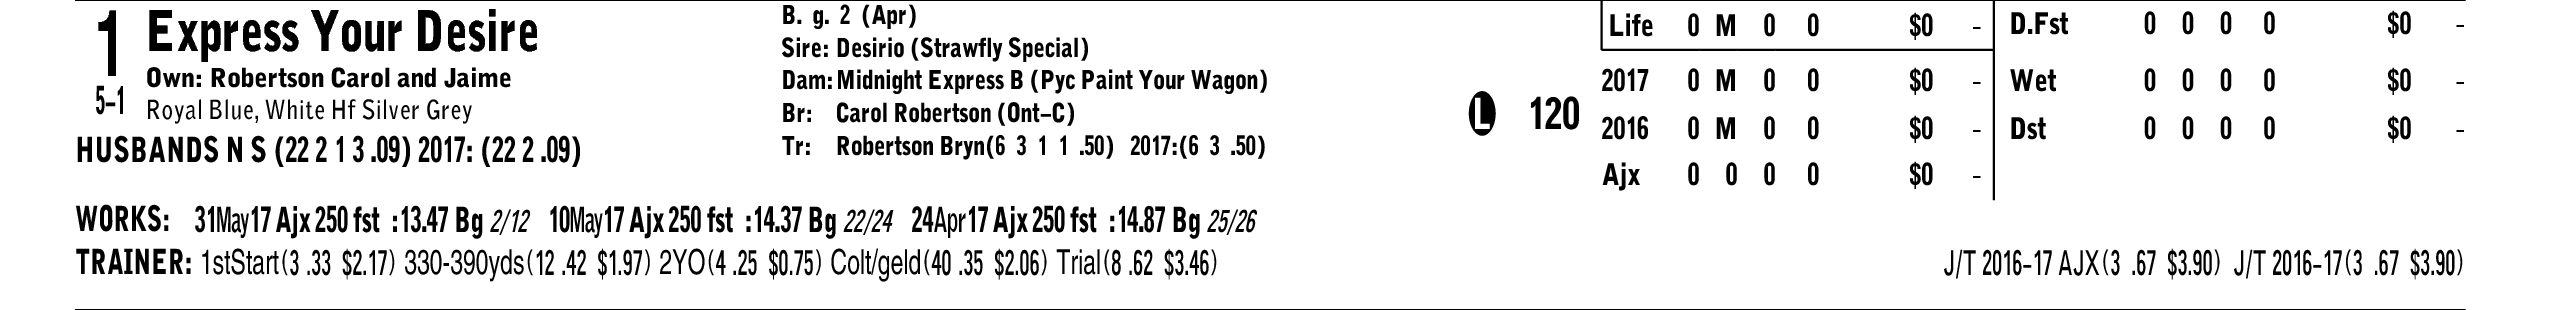 1 Express Your Desire
Own: Robertson Carol and Jaime
5-1 Royal Blue, White Hf Silver Grey
HUSBANDS N S (22 2 1 3 .09) 2017: (22 2 .09)
B. g. 2 (Apr)
Sire: Desirio (Strawfly Special)
Dam: Midnight Express B (Pyc Paint Your Wagon)
Br: Carol Robertson (Ont-C)
Tr: Robertson Bryn(6 3 1 1 .50) 2017:(6 3 .50)
L 120
Life 0 M 0 0 $0 -
2017 0 M 0 0 $0 -
2016 0 M 0 0 $0 -
Ajx 0 0 0 0 $0 -
D.Fst 0 0 0 0 $0 -
Wet 0 0 0 0 $0 -
Dst 0 0 0 0 $0 -
WORKS: 31May17 Ajx 250 fst :13.47 Bg 2/12 10May17 Ajx 250 fst :14.37 Bg 22/24 24Apr17 Ajx 250 fst :14.87 Bg 25/26
TRAINER: 1stStart(3 .33 $2.17) 330-390yds(12 .42 $1.97) 2YO(4 .25 $0.75) Colt/geld(40 .35 $2.06) Trial(8 .62 $3.46) J/T 2016-17 AJX(3 .67 $3.90) J/T 2016-17(3 .67 $3.90)